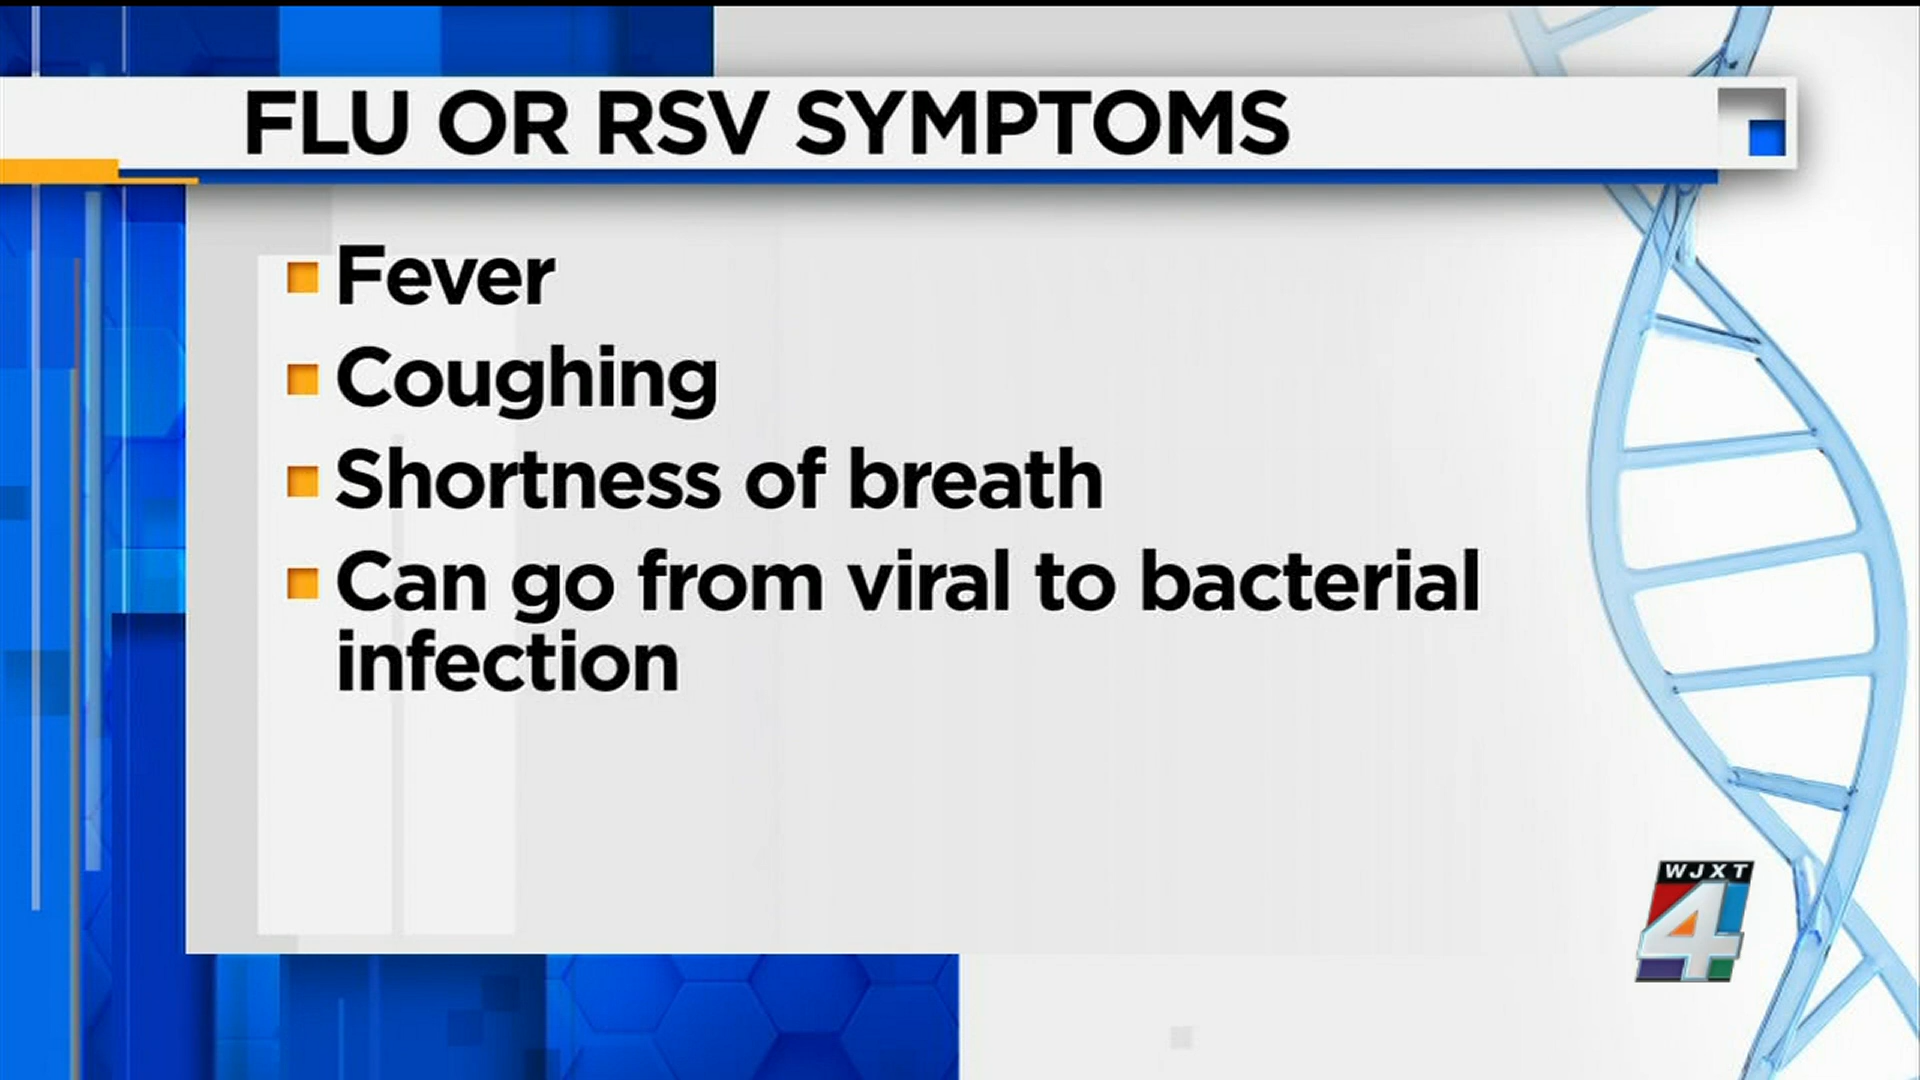 FLU OR RSV SYMPTOMS
Fever
Coughing
Shortness of breath
Can go from viral to bacterial
infection
WJXT
4